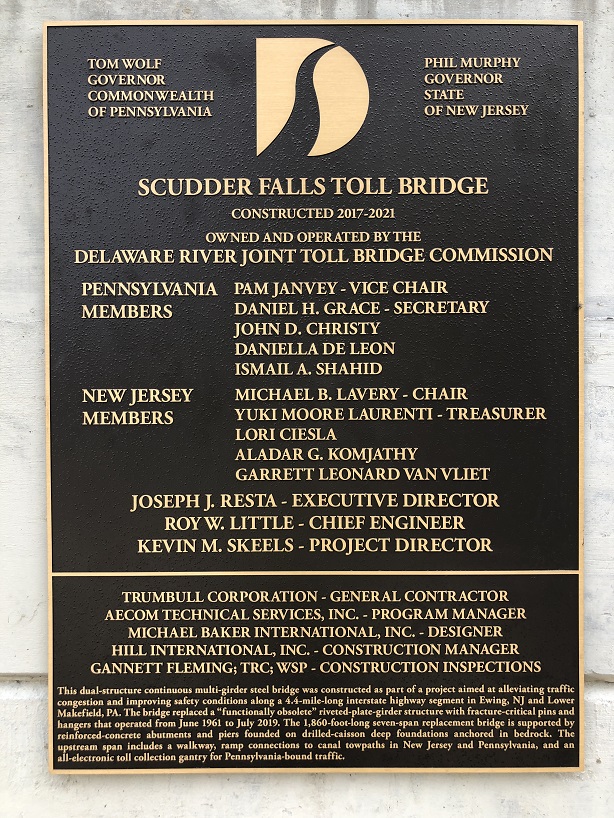 TOM WOLF
GOVERNOR
COMMONWEALTH
OF PENNSYLVANIA
PHIL MURPHY
GOVERNOR
STATE
OF NEW JERSEY
SCUDDER FALLS TOLL BRIDGE
CONSTRUCTED 2017-2021
OWNED AND OPERATED BY THE
DELAWARE RIVER JOINT TOLL BRIDGE COMMISSION
PENNSYLVANIA MEMBERS
PAM JANVEY - VICE CHAIR
DANIEL H. GRACE - SECRETARY
JOHN D. CHRISTY
DANIELLA DE LEON
ISMAIL A. SHAHID
NEW JERSEY MEMBERS
MICHAEL B. LAVERY - CHAIR
YUKI MOORE LAURENTI - TREASURER
LORI CIESLA
ALADAR G. KOMJATHY
GARRETT LEONARD VAN VLIET
JOSEPH J. RESTA - EXECUTIVE DIRECTOR
ROY W. LITTLE - CHIEF ENGINEER
KEVIN M. SKEELS - PROJECT DIRECTOR
TRUMBULL CORPORATION - GENERAL CONTRACTOR
AECOM TECHNICAL SERVICES, INC. - PROGRAM MANAGER
MICHAEL BAKER INTERNATIONAL, INC. - DESIGNER
HILL INTERNATIONAL, INC. - CONSTRUCTION MANAGER
GANNETT FLEMING; TRC; WSP - CONSTRUCTION INSPECTIONS
This dual-structure continuous multi-girder steel bridge was constructed as part of a project aimed at alleviating traffic
congestion and improving safety conditions along a 4.4-mile-long interstate highway segment in Ewing, NJ and Lower
Makefield, PA. The bridge replaced a "functionally obsolete" riveted-plate-girder structure with fracture-critical pins and
hangers that operated from June 1961 to July 2019. The 1,860-foot-long seven-span replacement bridge is supported by
reinforced-concrete abutments and piers founded on drilled-caisson deep foundations anchored in bedrock. The
upstream span includes a walkway, ramp connections to canal towpaths in New Jersey and Pennsylvania, and an
all-electronic toll collection gantry for Pennsylvania-bound traffic.